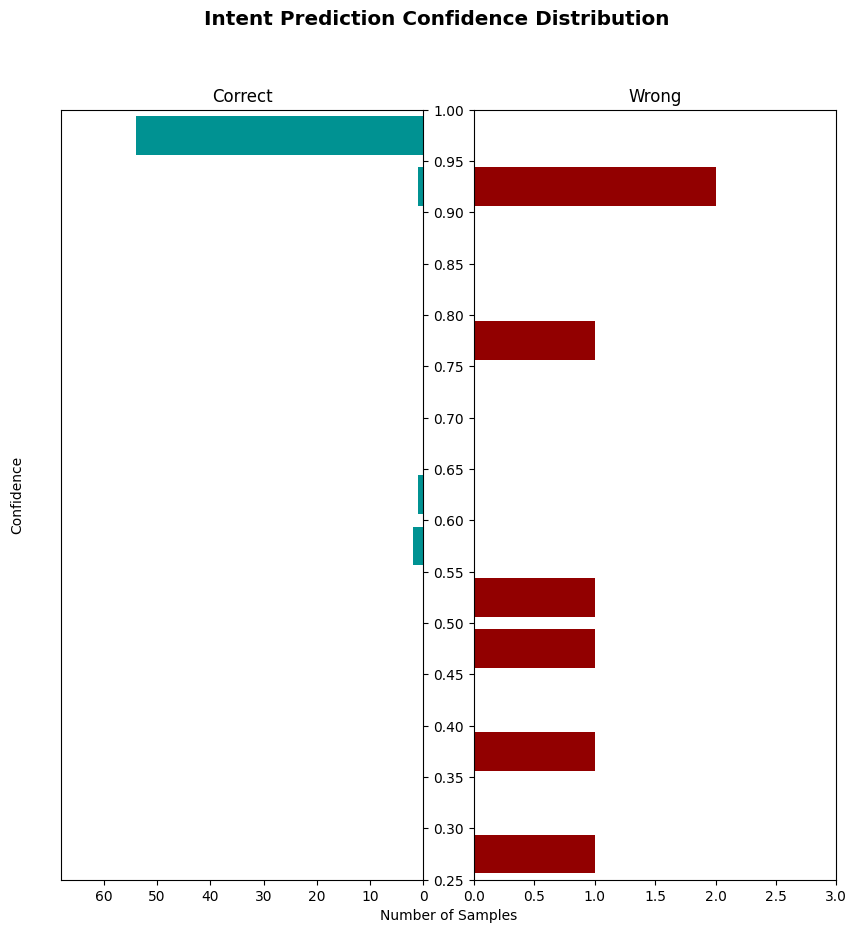 Intent Prediction Confidence Distribution
Correct
Wrong
1.00
0.95
0.90
0.85
0.80
0.75
0.70
0.65
0.60
0.55
0.50
0.45
0.40
0.35
0.30
0.25
Confidence
60 50 40 30 20 10 0
0.0 0.5 1.0 1.5 2.0 2.5 3.0
Number of Samples